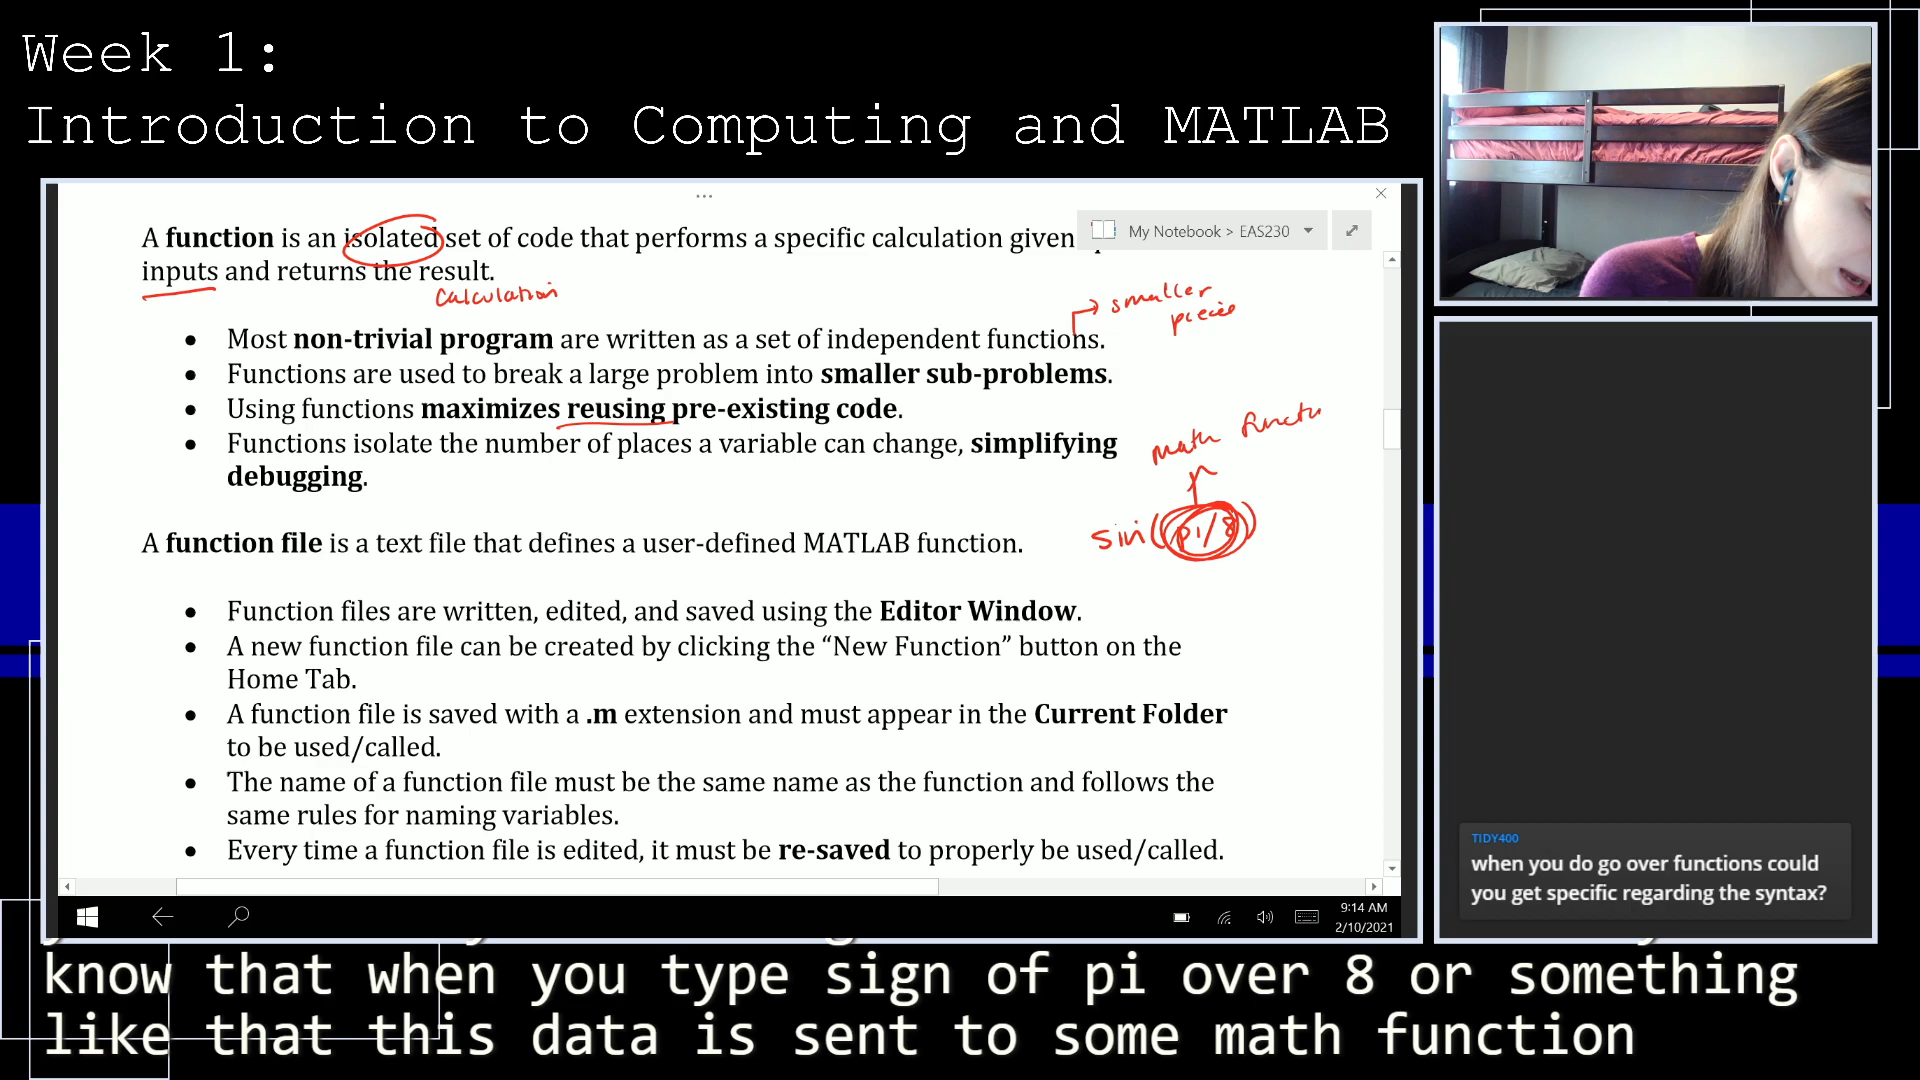 Week 1:
Introduction to Computing and MATLAB
...
My Notebook > EAS230
A function is an isolated set of code that performs a specific calculation given
inputs and returns the result.
Calculation
smaller
pieces
• Most non-trivial program are written as a set of independent functions.
• Functions are used to break a large problem into smaller sub-problems.
• Using functions maximizes reusing pre-existing code.
math functi
• Functions isolate the number of places a variable can change, simplifying
debugging.
sin(pi/8)
A function file is a text file that defines a user-defined MATLAB function.
• Function files are written, edited, and saved using the Editor Window.
• A new function file can be created by clicking the “New Function” button on the
Home Tab.
• A function file is saved with a .m extension and must appear in the Current Folder
to be used/called.
• The name of a function file must be the same name as the function and follows the
same rules for naming variables.
• Every time a function file is edited, it must be re-saved to properly be used/called.
9:14 AM
2/10/2021
TIDY400
when you do go over functions could
you get specific regarding the syntax?
know that when you type sign of pi over 8 or something
like that this data is sent to some math function